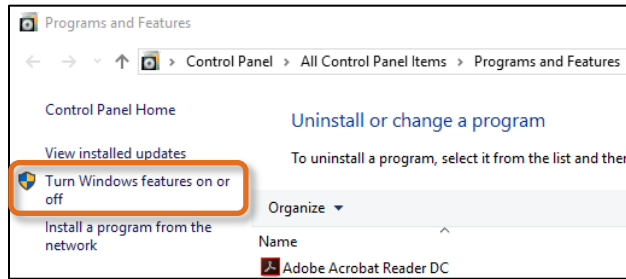 Programs and Features
Control Panel > All Control Panel Items > Programs and Features
Control Panel Home
View installed updates
Turn Windows features on or
off
Install a program from the
network
Uninstall or change a program
To uninstall a program, select it from the list and then
Organize
Name
Adobe Acrobat Reader DC